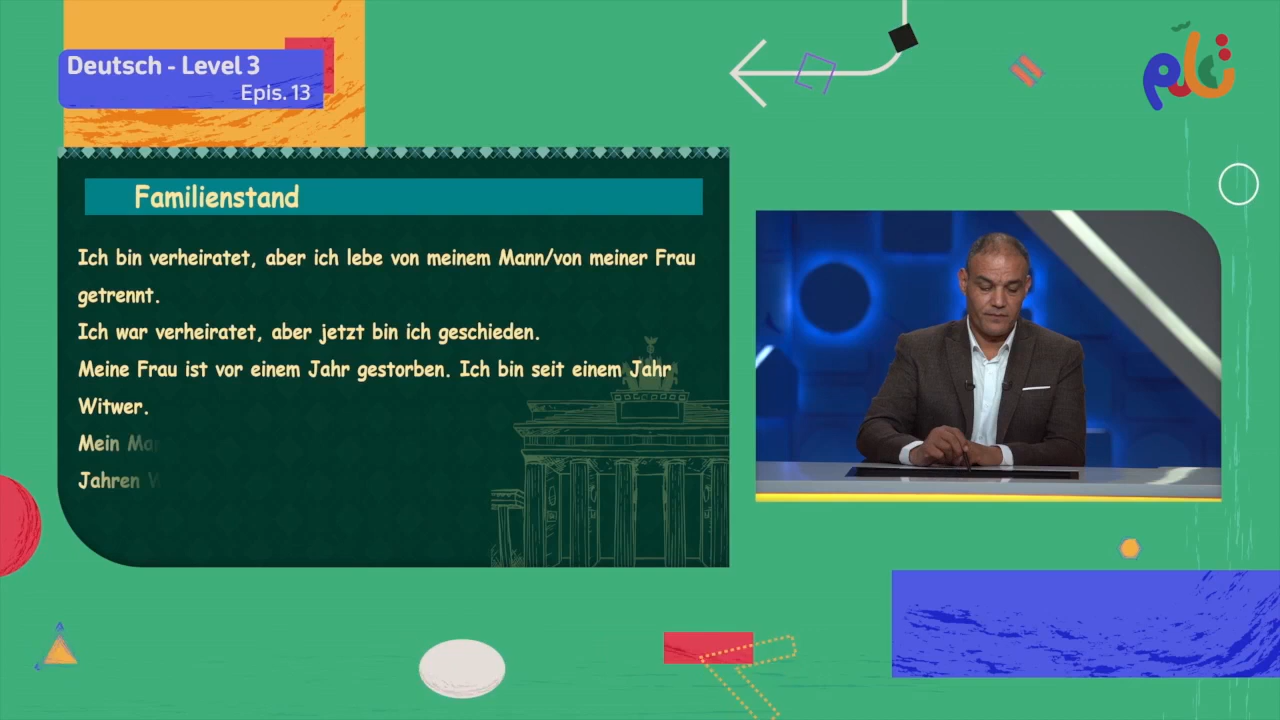 Deutsch - Level 3
Epis. 13
Familienstand
Ich bin verheiratet, aber ich lebe von meinem Mann/von meiner Frau
getrennt.
Ich war verheiratet, aber jetzt bin ich geschieden.
Meine Frau ist vor einem Jahr gestorben. Ich bin seit einem Jahr
Witwer.
Mein
Jahren